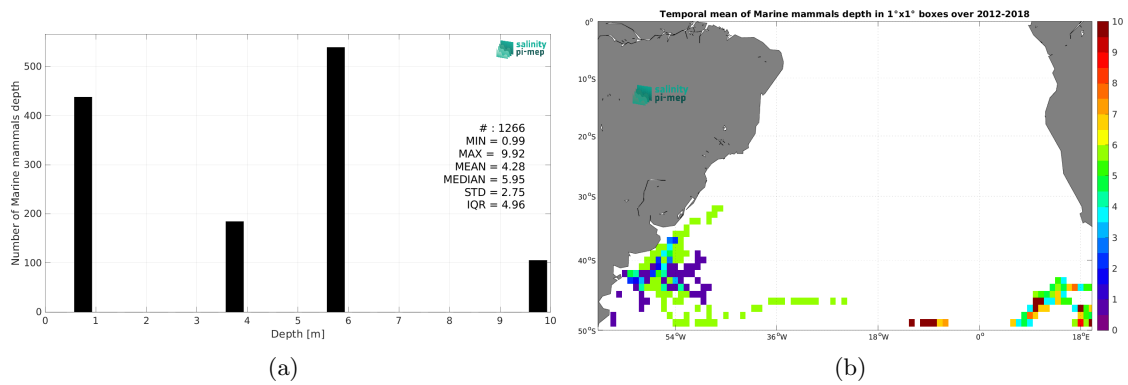 salinity
pi-mep
Number of Marine mammals depth
500
400
300
200
100
0
# : 1266
MIN = 0.99
MAX = 9.92
MEAN = 4.28
MEDIAN = 5.95
STD = 2.75
IQR = 4.96
0 1 2 3 4 5 6 7 8 9 10
Depth [m]
(a)
Temporal mean of Marine mammals depth in 1°x1° boxes over 2012-2018
0°
10°S
20°S
30°S
40°S
50°S
salinity
pi-mep
54°W 36°W 18°W 0° 18°E
10
9
8
7
6
5
4
3
2
1
0
(b)